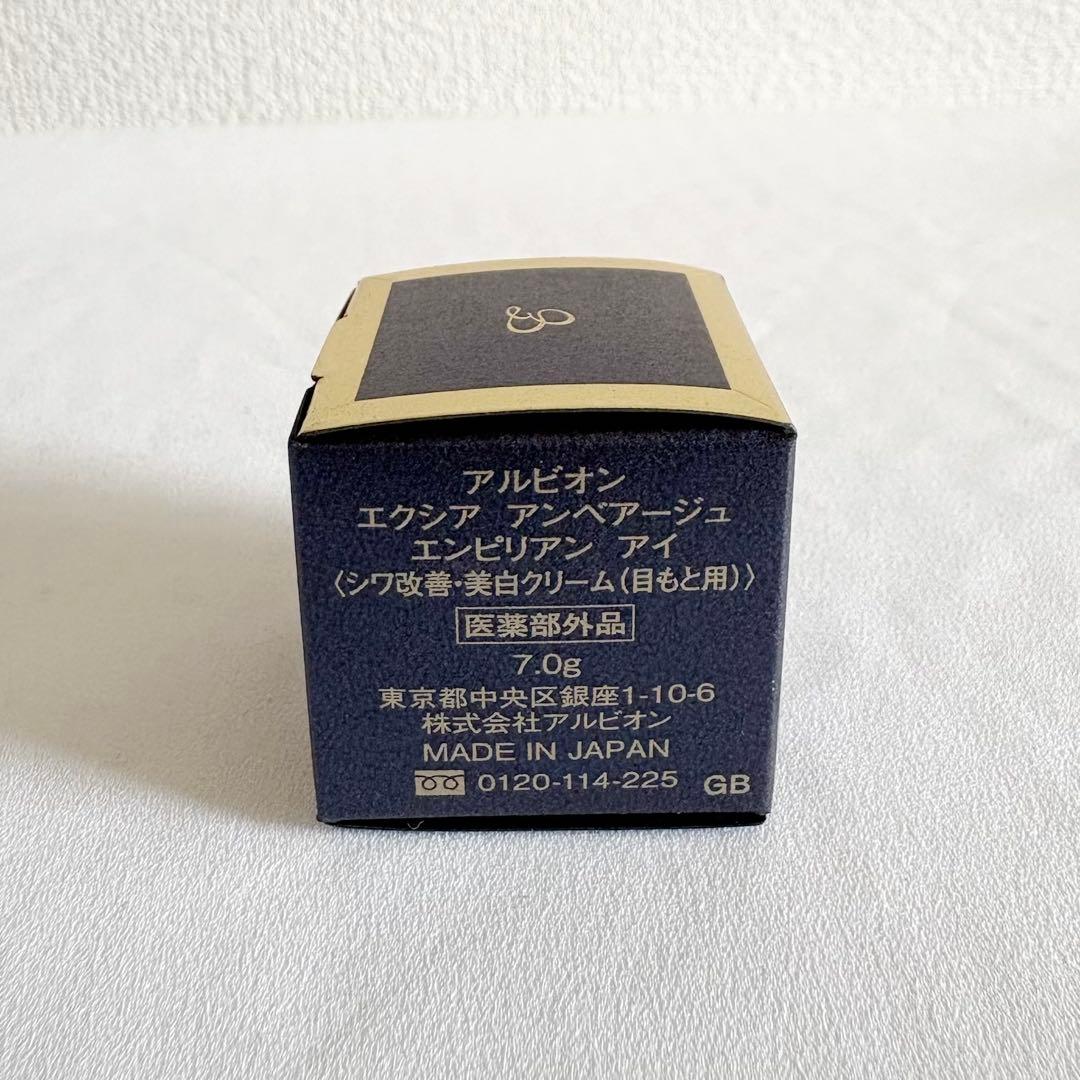 アルビオン
エクシア アンベアージュ
エンピリアン アイ
〈シワ改善・美白クリーム(目もと用)〉
医薬部外品
7.0g
東京都中央区銀座1-10-6
株式会社アルビオン
MADE IN JAPAN
0120-114-225 GB